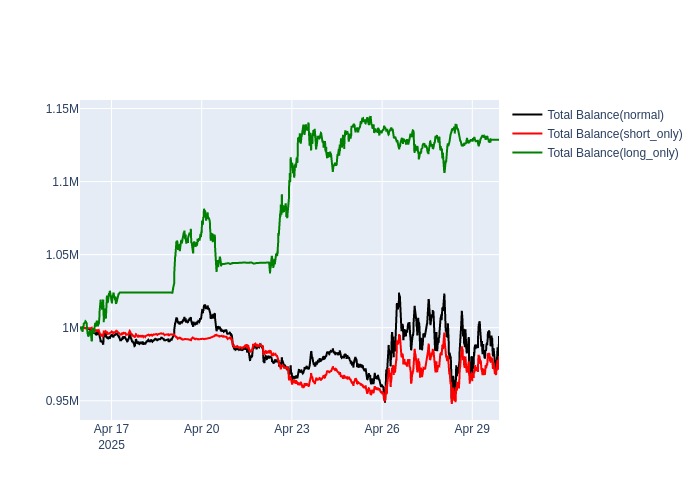 1.15M
1.1M
1.05M
1M
0.95M
Apr 17
2025
Apr 20
Apr 23
Apr 26
Apr 29
Total Balance(normal)
Total Balance(short_only)
Total Balance(long_only)